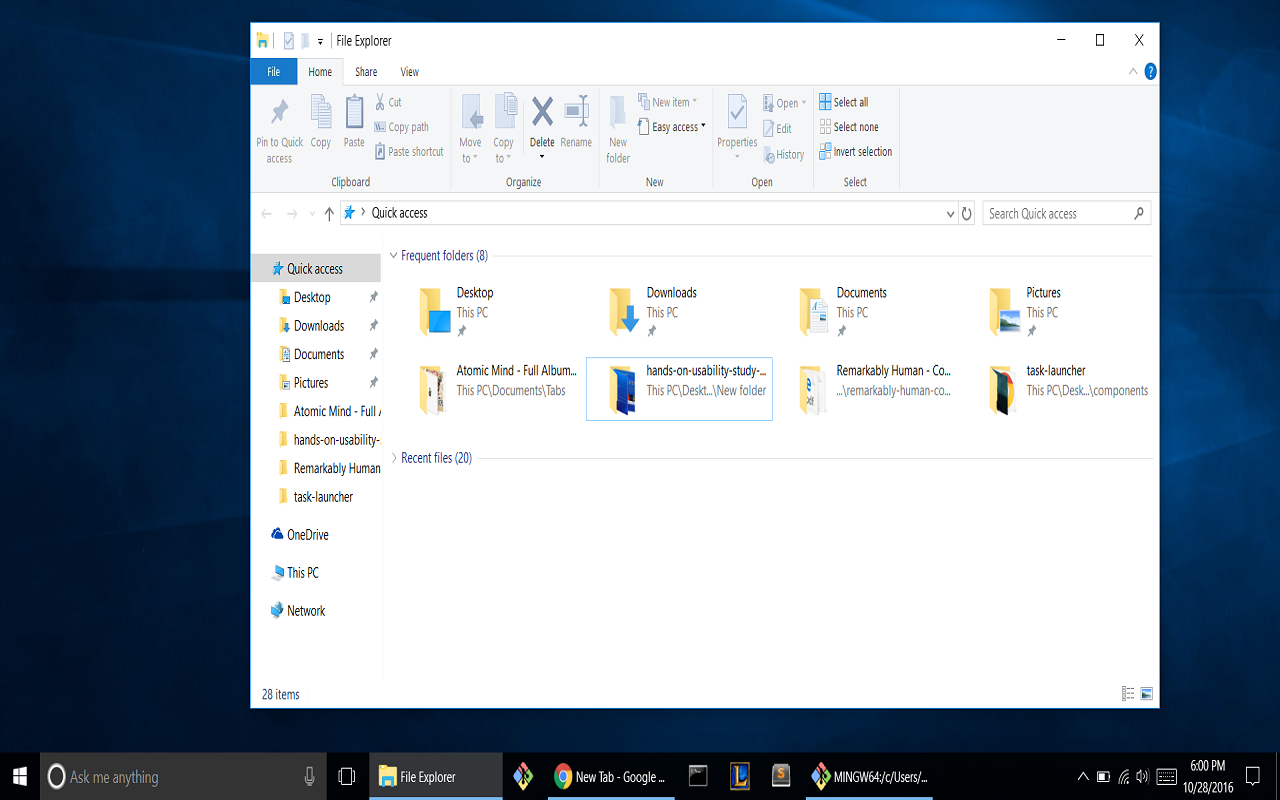 File Explorer
File Home Share View
Pin to Quick access
Copy
Paste
Cut
Copy path
Paste shortcut
Clipboard
Move to
Copy to
Delete
Rename
Organize
New folder
New item
Easy access
New
Properties
Open
Edit
History
Open
Select all
Select none
Invert selection
Select
Quick access
Search Quick access
Quick access
Desktop
Downloads
Documents
Pictures
Atomic Mind - Full
hands-on-usability-
Remarkably Human
task-launcher
OneDrive
This PC
Network
Frequent folders (8)
Desktop
This PC
Downloads
This PC
Documents
This PC
Pictures
This PC
Atomic Mind - Full Album...
This PC\Documents\Tabs
hands-on-usability-study-...
This PC\Deskt...\New folder
Remarkably Human - Co...
...\remarkably-human-co...
task-launcher
This PC\Desk...\components
Recent files (20)
28 items
Ask me anything
File Explorer
New Tab - Google ...
MINGW64:/c/Users/...
6:00 PM
10/28/2016